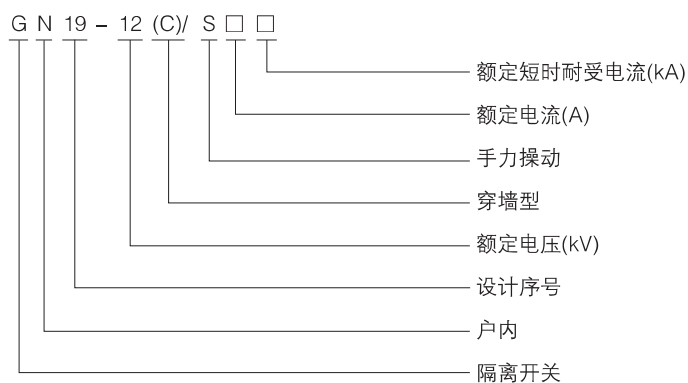 G N 19 - 12 (C)/ S □ □
额定短时耐受电流(kA)
额定电流(A)
手力操动
穿墙型
额定电压(kV)
设计序号
户内
隔离开关